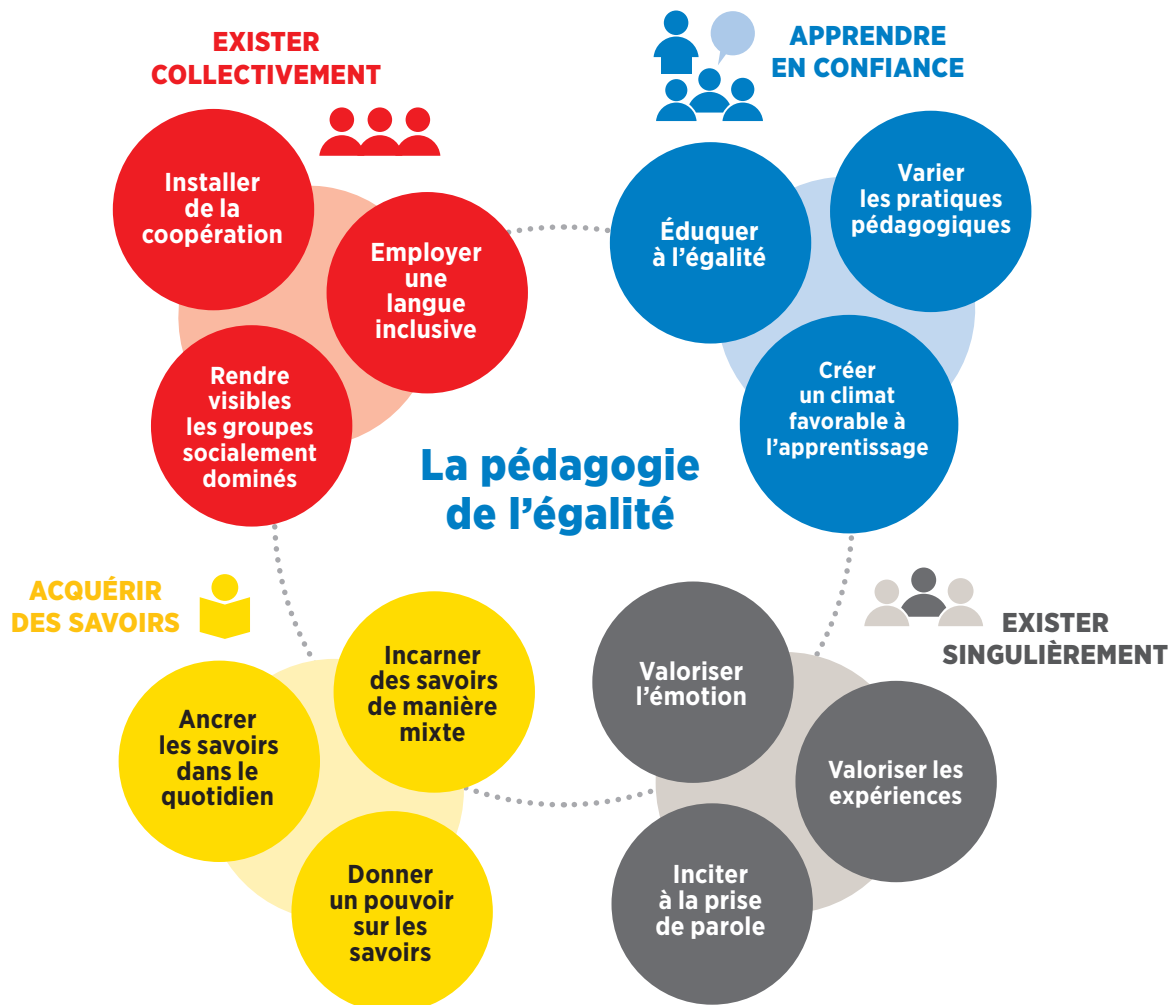 EXISTER
COLLECTIVEMENT
Installer
de la
coopération
Employer
une
langue
inclusive
Rendre
visibles
les groupes
socialement
dominés
APPRENDRE
EN CONFIANCE
Éduquer
à l’égalité
Varier
les pratiques
pédagogiques
Créer
un climat
favorable à
l’apprentissage
La pédagogie
de l’égalité
ACQUÉRIR
DES SAVOIRS
Incarner
des savoirs
de manière
mixte
Ancrer
les savoirs
dans le
quotidien
Donner
un pouvoir
sur les
savoirs
EXISTER
SINGULIÈREMENT
Valoriser
l’émotion
Valoriser les
expériences
Inciter
à la prise
de parole